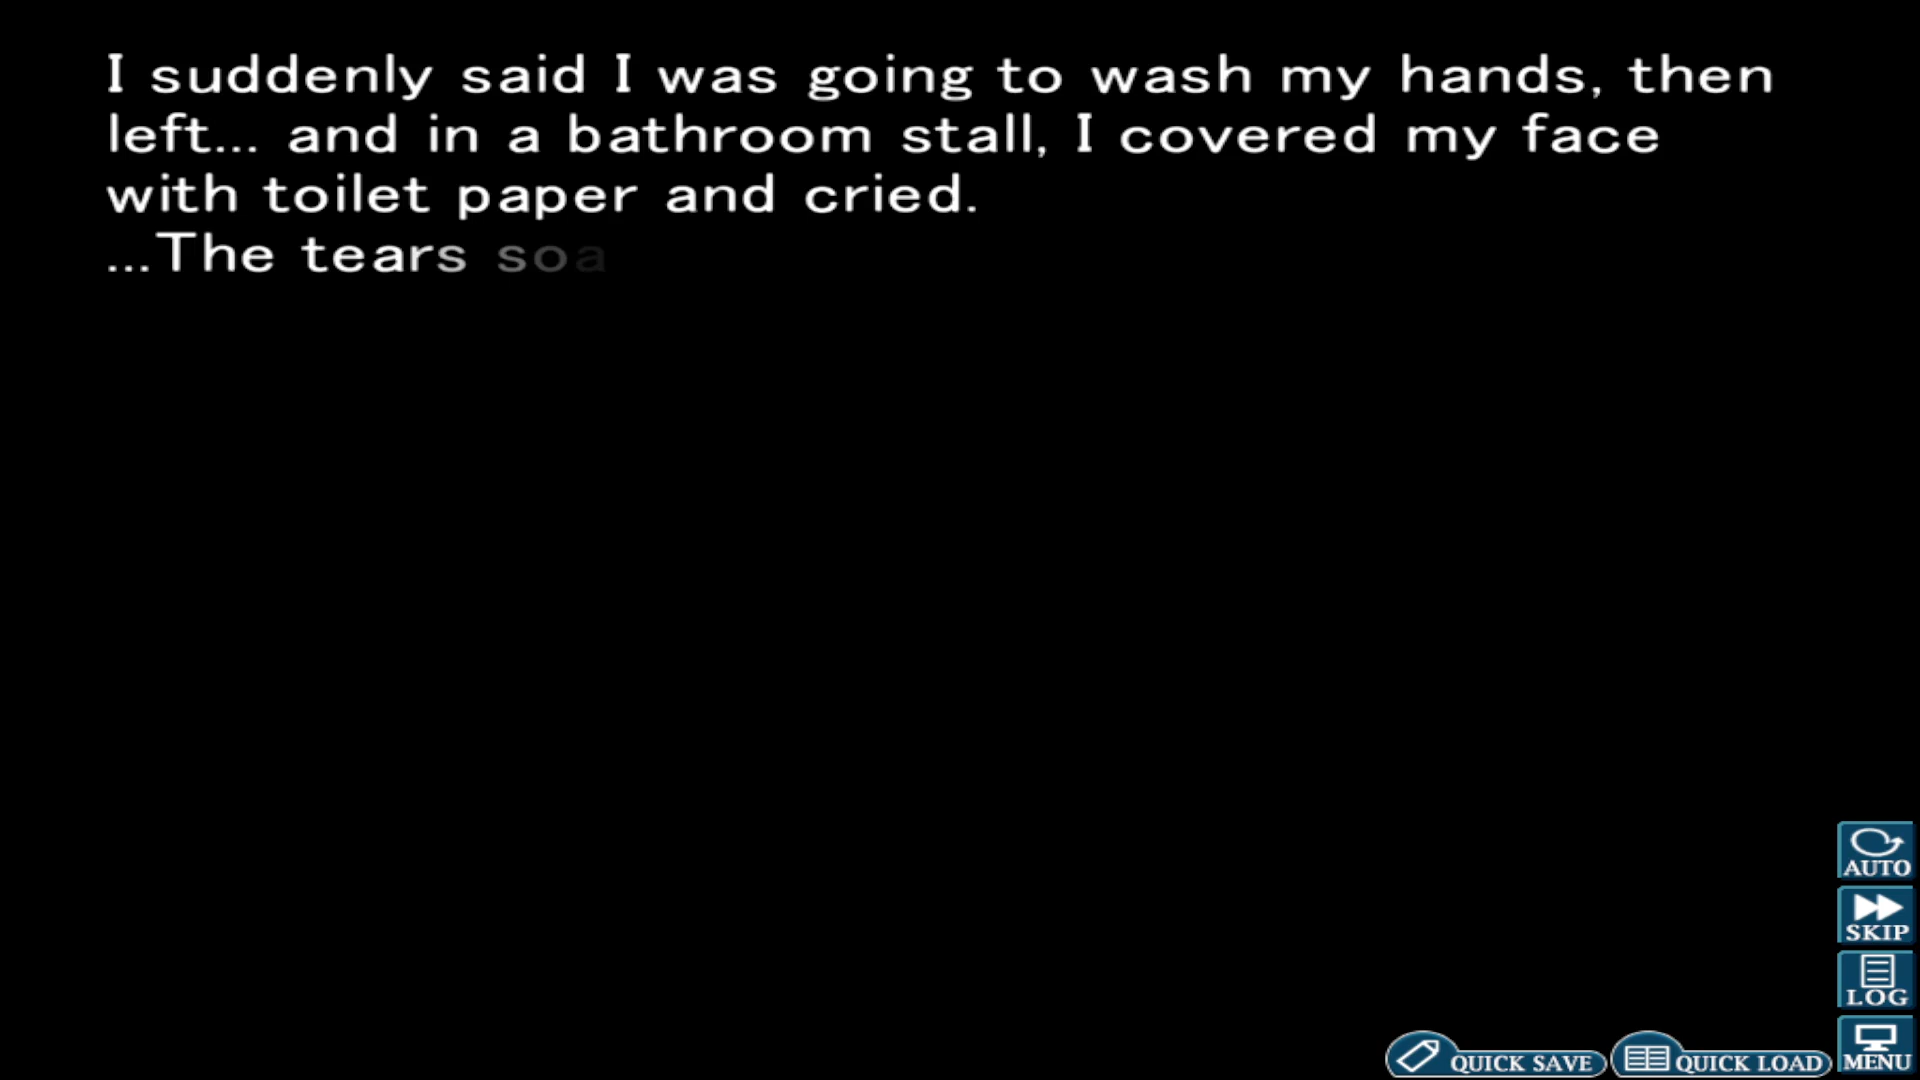 I suddenly said I was going to wash my hands, then
left... and in a bathroom stall, I covered my face
with toilet paper and cried.
...The tears soa
AUTO
SKIP
LOG
MENU
QUICK SAVE
QUICK LOAD